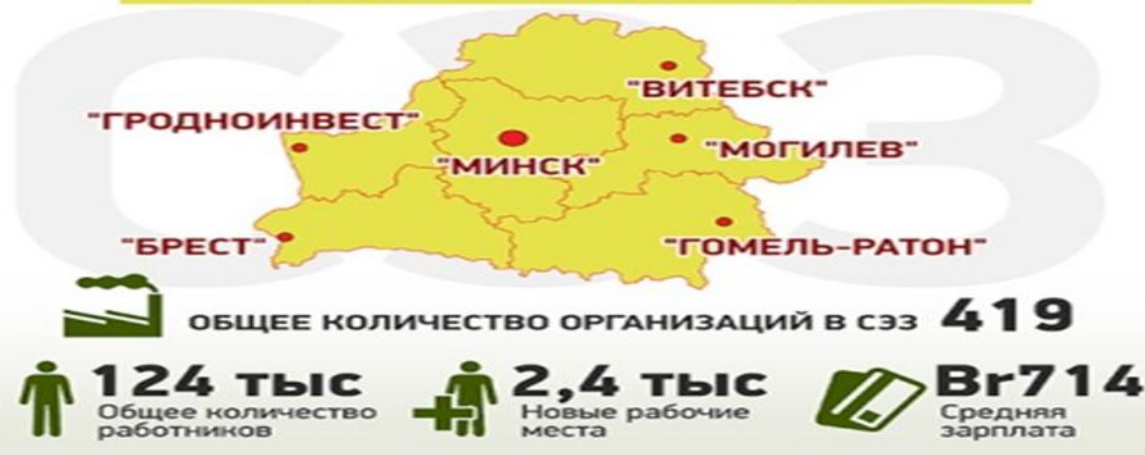 СЭЗ
"ВИТЕБСК"
"ГРОДНОИНВЕСТ"
"МОГИЛЕВ"
"МИНСК"
"БРЕСТ"
"ГОМЕЛЬ-РАТОН"
ОБЩЕЕ КОЛИЧЕСТВО ОРГАНИЗАЦИЙ В СЭЗ 419
124 тыс
Общее количество
работников
2,4 тыс
Новые рабочие
места
Br714
Средняя
зарплата